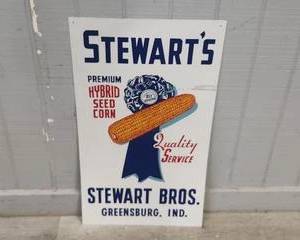 STEWART'S
PREMIUM
HYBRID
SEED
CORN
Quality
SERVICE
STEWART BROS.
GREENSBURG, IND.